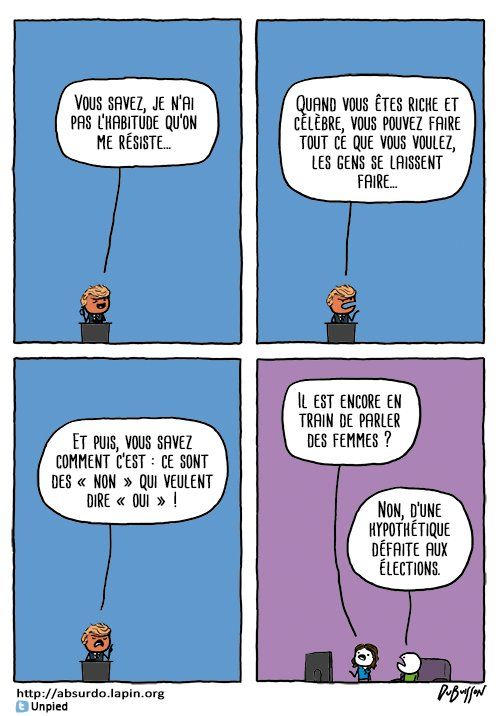 VOUS SAVEZ, JE N'AI
PAS L'HABITUDE QU'ON
ME RÉSISTE...
QUAND VOUS ÊTES RICHE ET
CÉLÈBRE, VOUS POUVEZ FAIRE
TOUT CE QUE VOUS VOULEZ,
LES GENS SE LAISSENT
FAIRE...
ET PUIS, VOUS SAVEZ
COMMENT C'EST : CE SONT
DES « NON » QUI VEULENT
DIRE « OUI » !
IL EST ENCORE EN
TRAIN DE PARLER
DES FEMMES ?
NON, D'UNE
HYPOTHÉTIQUE
DÉFAITE AUX
ÉLECTIONS.
http://absurdo.lapin.org
Unpied
DUBUISSON